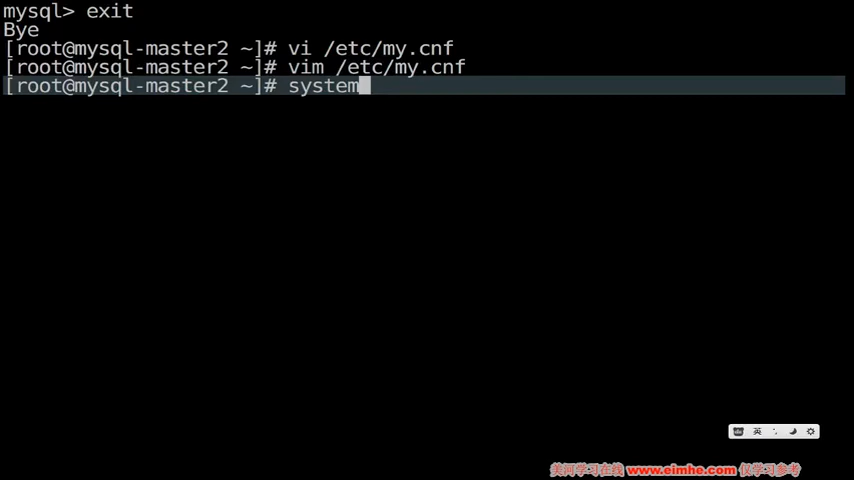 mysql> exit
Bye
[root@mysql-master2 ~]# vi /etc/my.cnf
[root@mysql-master2 ~]# vim /etc/my.cnf
[root@mysql-master2 ~]# system
英
美河学习在线 www.eimhe.com 仅学习参考